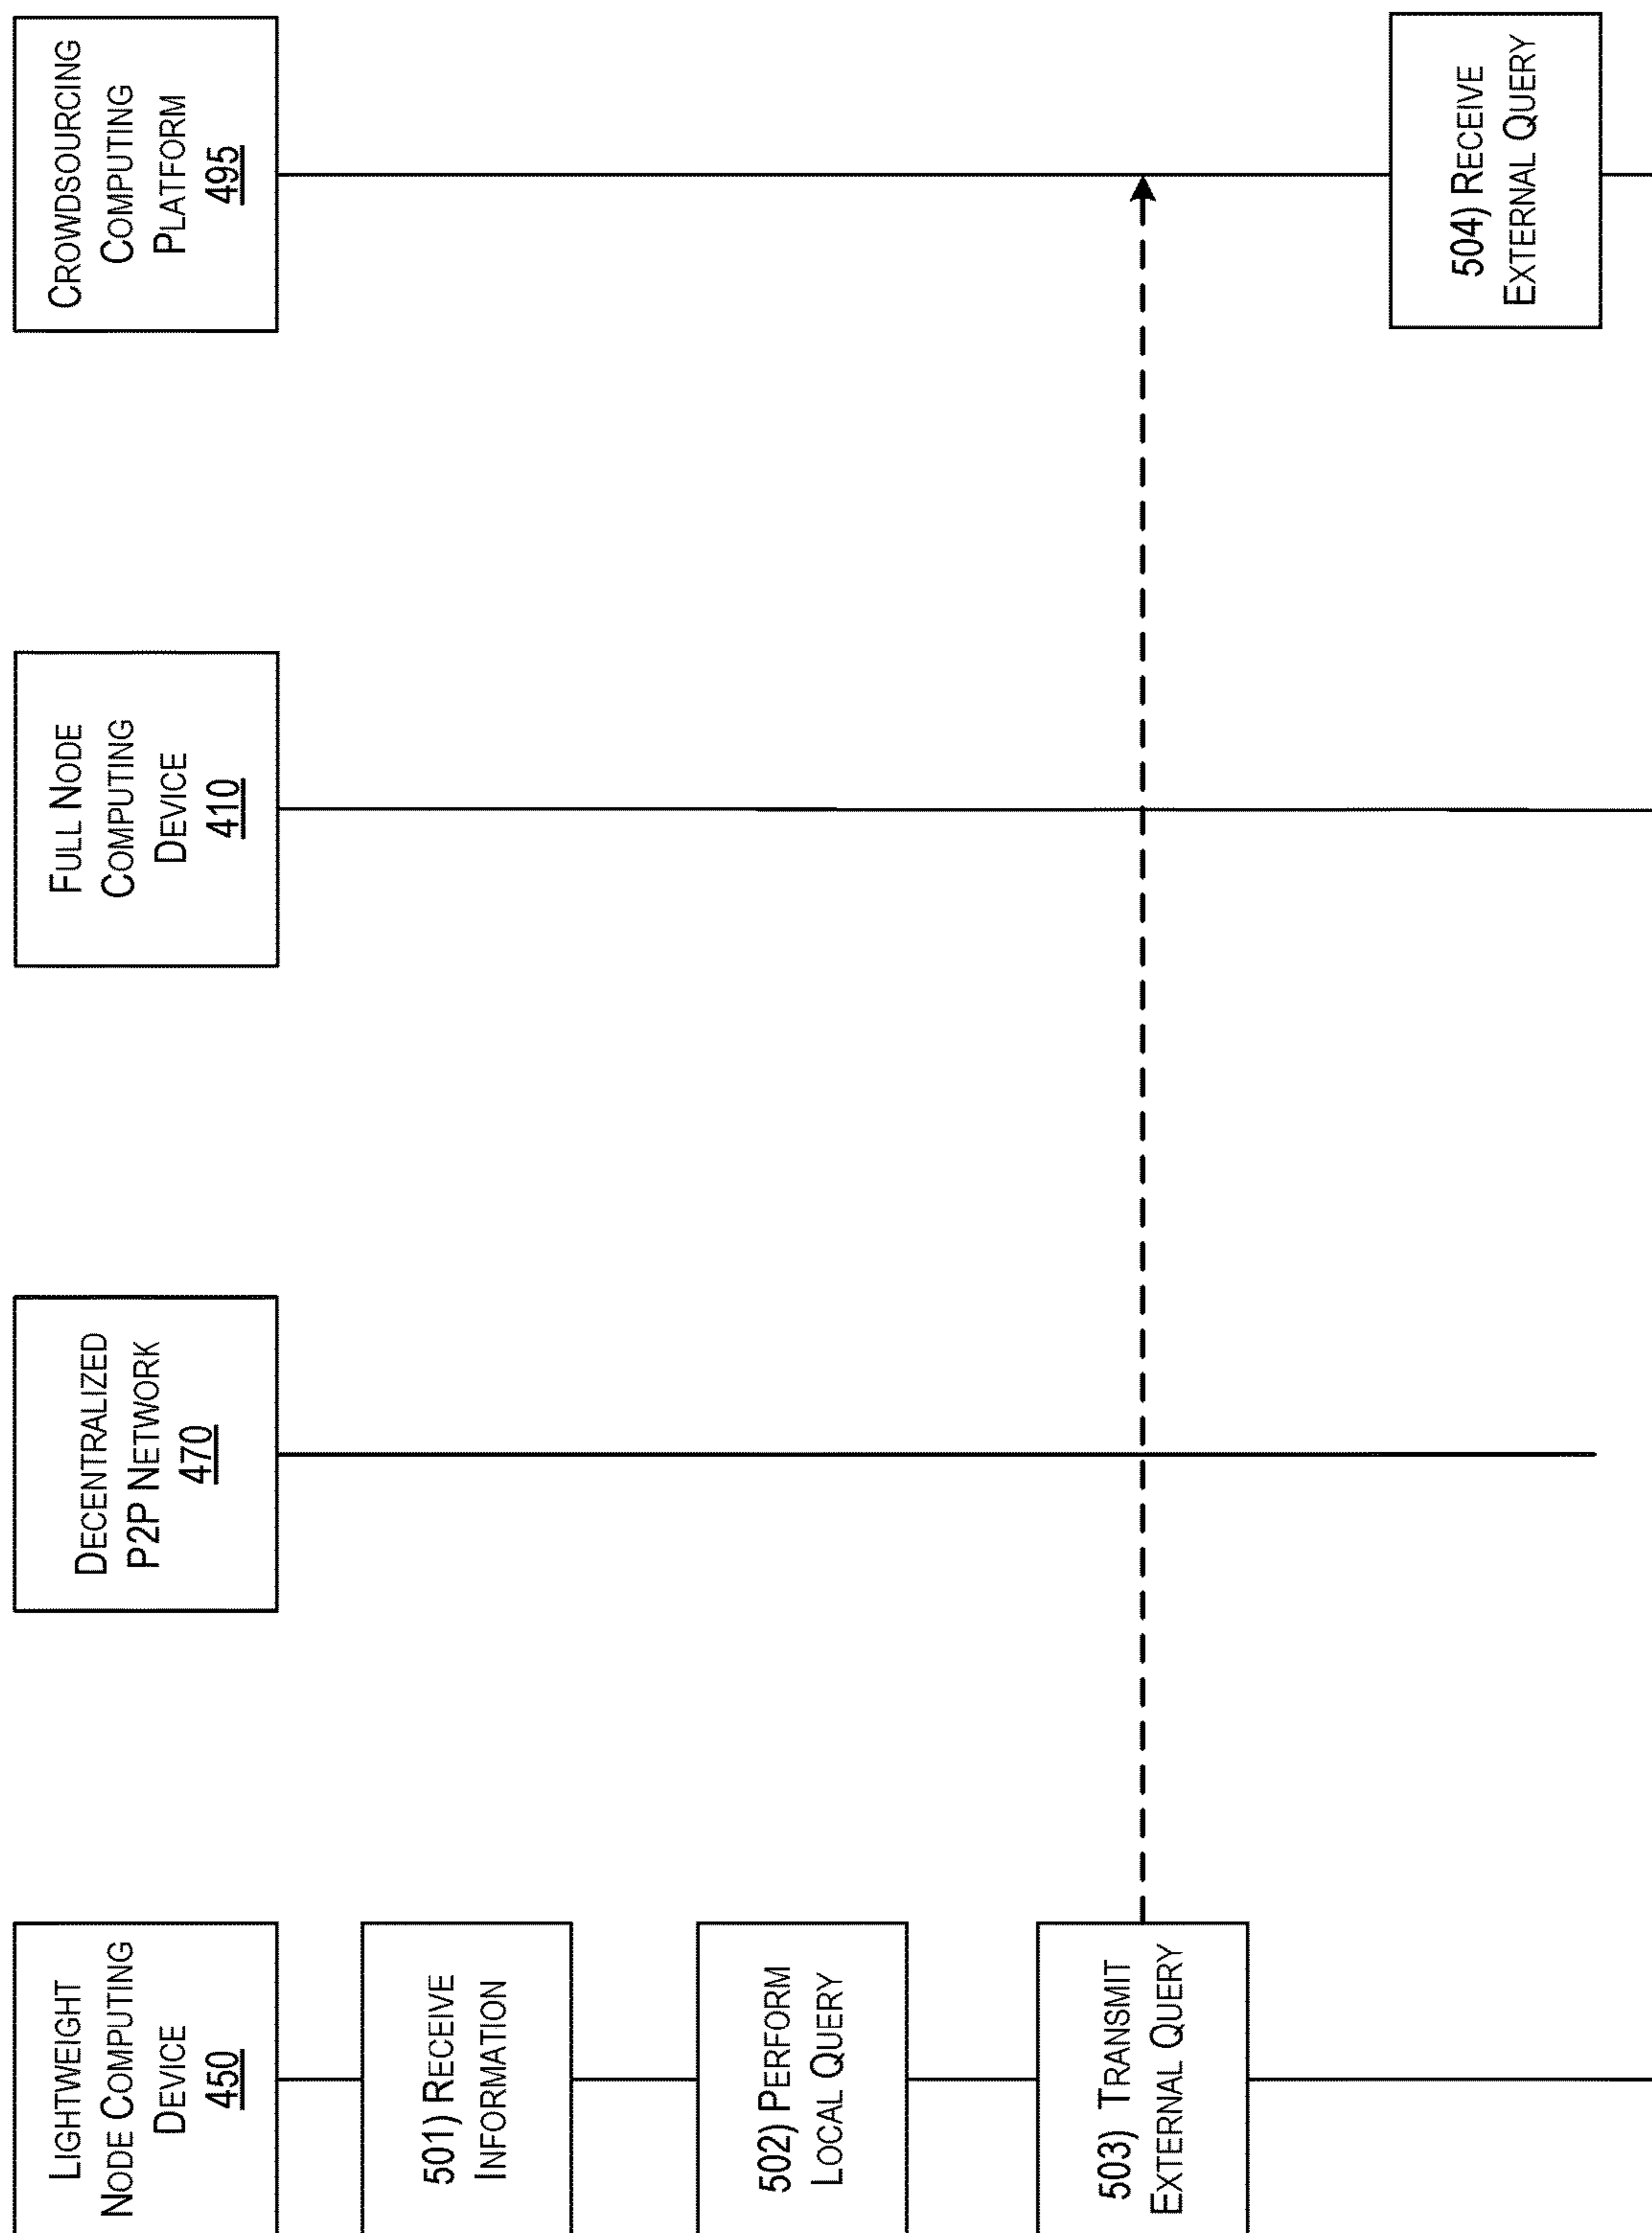 LIGHTWEIGHT
NODE COMPUTING
DEVICE
450
DECENTRALIZED
P2P NETWORK
470
FULL NODE
COMPUTING
DEVICE
410
CROWDSOURCING
COMPUTING
PLATFORM
495
501) RECEIVE
INFORMATION
502) PERFORM
LOCAL QUERY
503) TRANSMIT
EXTERNAL QUERY
504) RECEIVE
EXTERNAL QUERY